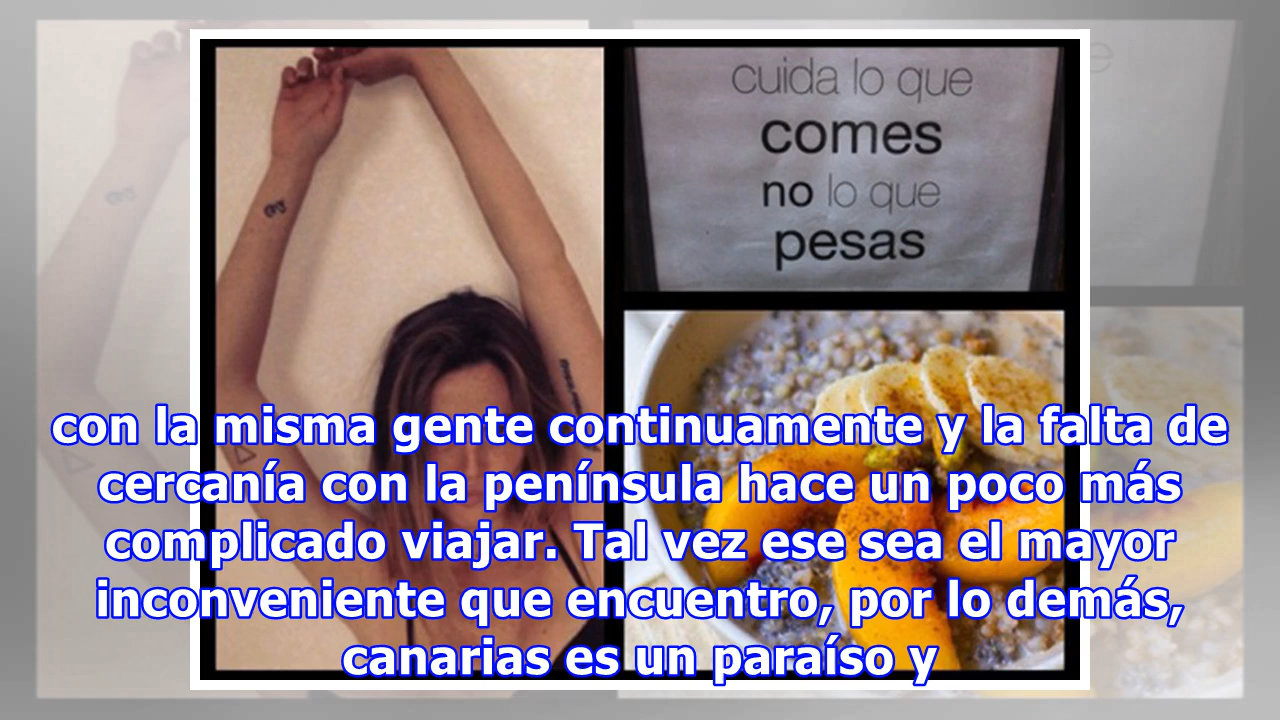 cuida lo que
comes
no lo que
pesas
con la misma gente continuamente y la falta de
cercanía con la península hace un poco más
complicado viajar. Tal vez ese sea el mayor
inconveniente que encuentro, por lo demás,
canarias es un paraíso y